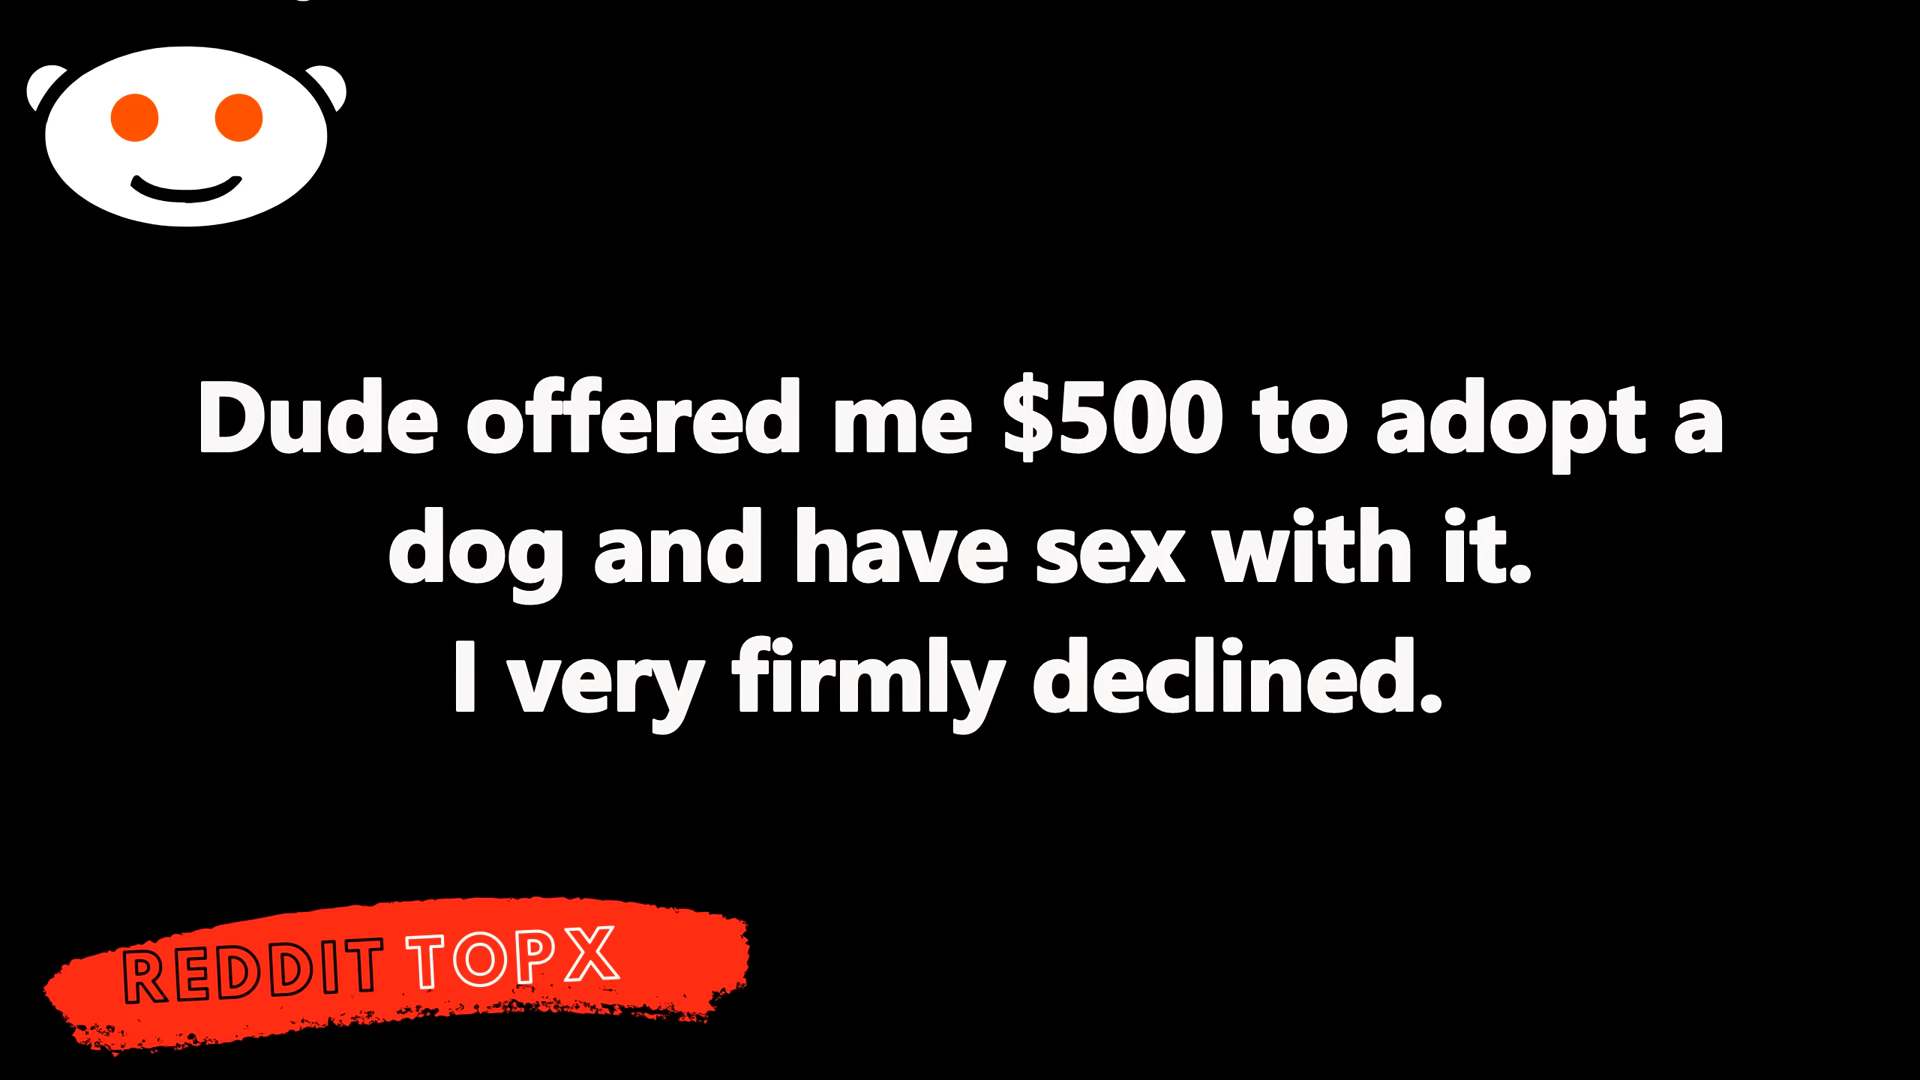 Dude offered me $500 to adopt a
dog and have sex with it.
I very firmly declined.
REDDIT TOPX